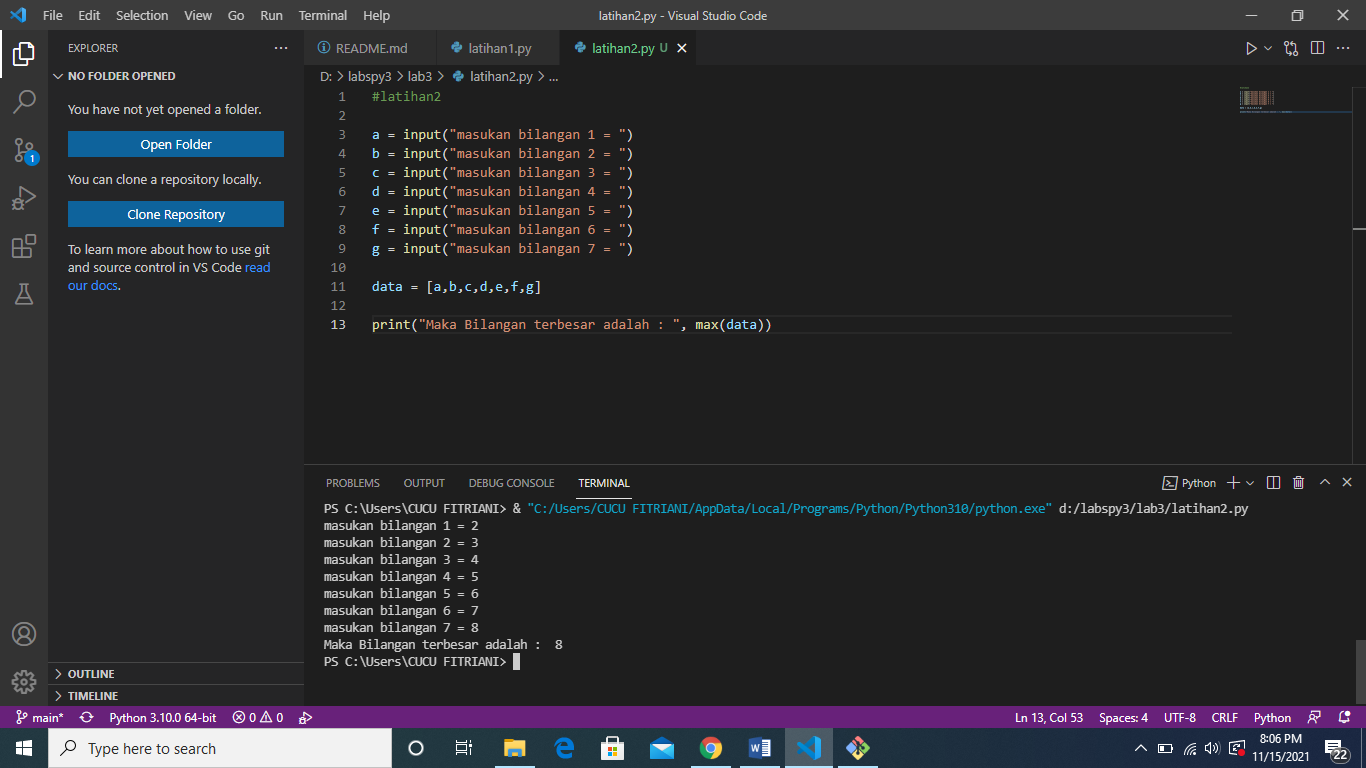 File Edit Selection View Go Run Terminal Help latihan2.py - Visual Studio Code
EXPLORER
NO FOLDER OPENED
You have not yet opened a folder.
Open Folder
You can clone a repository locally.
Clone Repository
To learn more about how to use git
and source control in VS Code read
our docs.
OUTLINE
TIMELINE
1
README.md latihan1.py latihan2.py U
D: > labspy3 > lab3 > latihan2.py > ...
1 #latihan2
2
3 a = input("masukan bilangan 1 = ")
4 b = input("masukan bilangan 2 = ")
5 c = input("masukan bilangan 3 = ")
6 d = input("masukan bilangan 4 = ")
7 e = input("masukan bilangan 5 = ")
8 f = input("masukan bilangan 6 = ")
9 g = input("masukan bilangan 7 = ")
10
11 data = [a,b,c,d,e,f,g]
12
13 print("Maka Bilangan terbesar adalah : ", max(data))
PROBLEMS OUTPUT DEBUG CONSOLE TERMINAL Python
PS C:\Users\CUCU FITRIANI> & "C:/Users/CUCU FITRIANI/AppData/Local/Programs/Python/Python310/python.exe" d:/labspy3/lab3/latihan2.py
masukan bilangan 1 = 2
masukan bilangan 2 = 3
masukan bilangan 3 = 4
masukan bilangan 4 = 5
masukan bilangan 5 = 6
masukan bilangan 6 = 7
masukan bilangan 7 = 8
Maka Bilangan terbesar adalah :  8
PS C:\Users\CUCU FITRIANI>
main* Python 3.10.0 64-bit 0 0 Ln 13, Col 53 Spaces: 4 UTF-8 CRLF Python
Type here to search 8:06 PM
11/15/2021 22